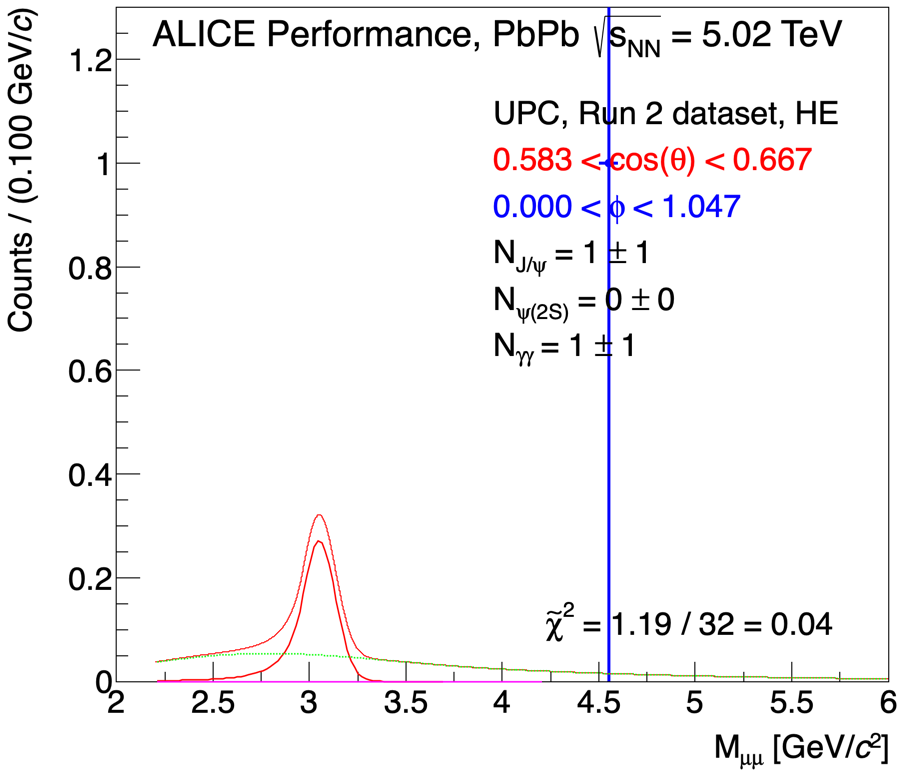 ALICE Performance, PbPb √sNN = 5.02 TeV
UPC, Run 2 dataset, HE
0.583 < cos(θ) < 0.667
0.000 < ϕ < 1.047
NJ/ψ = 1 ± 1
Nψ(2S) = 0 ± 0
Nγγ = 1 ± 1
χ̃² = 1.19 / 32 = 0.04
Counts / (0.100 GeV/c)
1.2
1
0.8
0.6
0.4
0.2
0
2 2.5 3 3.5 4 4.5 5 5.5 6
Mμμ [GeV/c²]